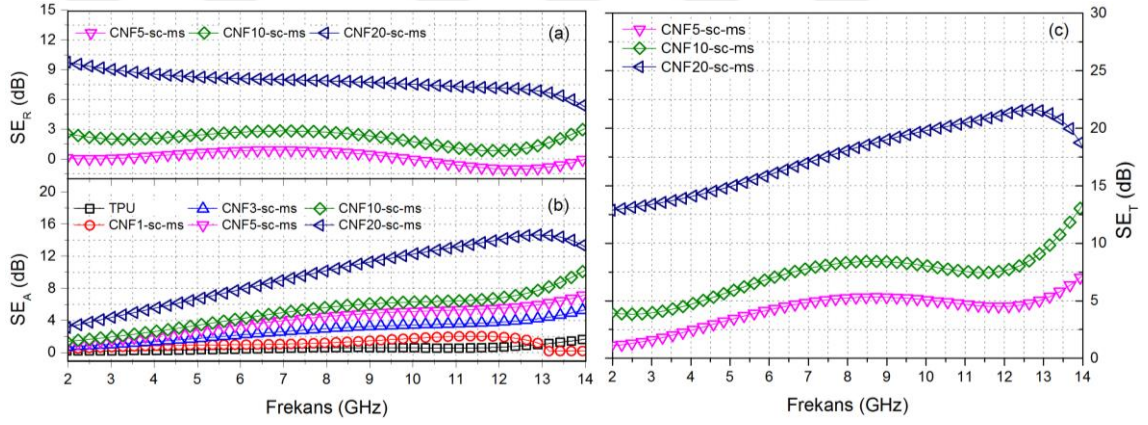 CNF5-sc-ms CNF10-sc-ms CNF20-sc-ms
(a)
SE_R (dB)
15
12
9
6
3
0
TPU CNF3-sc-ms CNF10-sc-ms
CNF1-sc-ms CNF5-sc-ms CNF20-sc-ms
(b)
SE_A (dB)
20
16
12
8
4
0
2 3 4 5 6 7 8 9 10 11 12 13 14
Frekans (GHz)
CNF5-sc-ms
CNF10-sc-ms
CNF20-sc-ms
(c)
30
25
20
15
10
5
0
SE_T (dB)
2 3 4 5 6 7 8 9 10 11 12 13 14
Frekans (GHz)